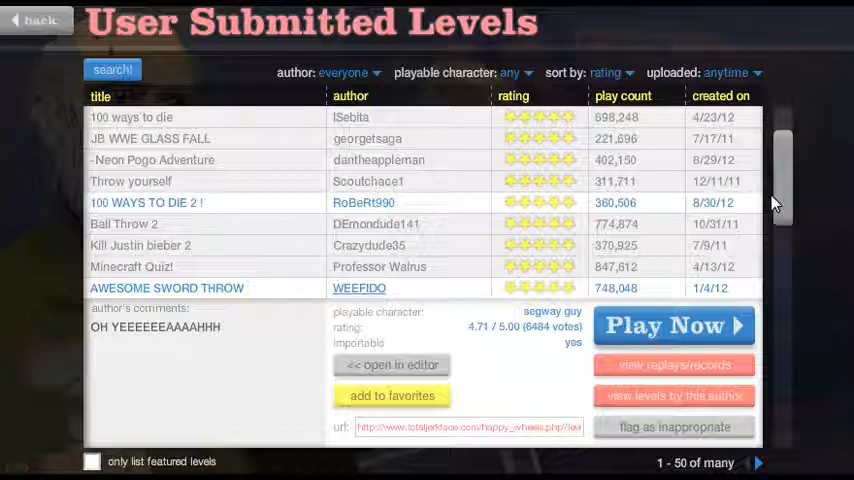 back
User Submitted Levels
search!
author: everyone playable character: any sort by: rating uploaded: anytime
title author rating play count created on
100 ways to die ISebita 698,248 4/23/12
JB WWE GLASS FALL georgetsaga 221,696 7/17/11
-Neon Pogo Adventure dantheappleman 402,150 8/29/12
Throw yourself Scoutchace1 311,711 12/11/11
100 WAYS TO DIE 2 ! RoBeRt990 360,506 8/30/12
Ball Throw 2 DEmondude141 774,874 10/31/11
Kill Justin bieber 2 Crazydude35 370,925 7/9/11
Minecraft Quiz! Professor Walrus 847,612 4/13/12
AWESOME SWORD THROW WEEFIDO 748,048 1/4/12
author's comments:
OH YEEEEEEAAAAHHH
playable character: segway guy
rating: 4.71 / 5.00 (6484 votes)
importable yes
<< open in editor
add to favorites
url: http://www.totaljerkface.com/happy_wheels.php?lev
Play Now
view replays/records
view levels by this author
flag as inappropriate
only list featured levels
1 - 50 of many